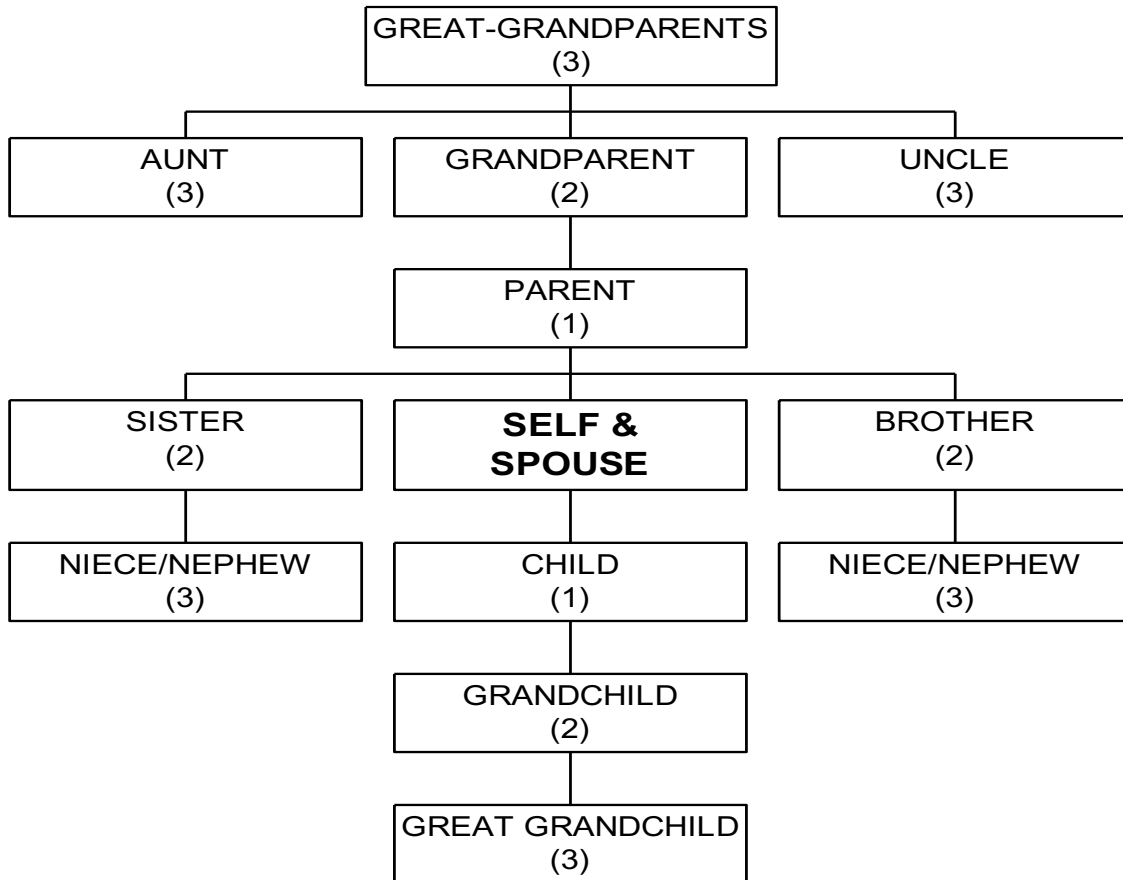 GREAT-GRANDPARENTS
(3)
AUNT
(3)
GRANDPARENT
(2)
UNCLE
(3)
PARENT
(1)
SISTER
(2)
SELF &
SPOUSE
BROTHER
(2)
NIECE/NEPHEW
(3)
CHILD
(1)
NIECE/NEPHEW
(3)
GRANDCHILD
(2)
GREAT GRANDCHILD
(3)